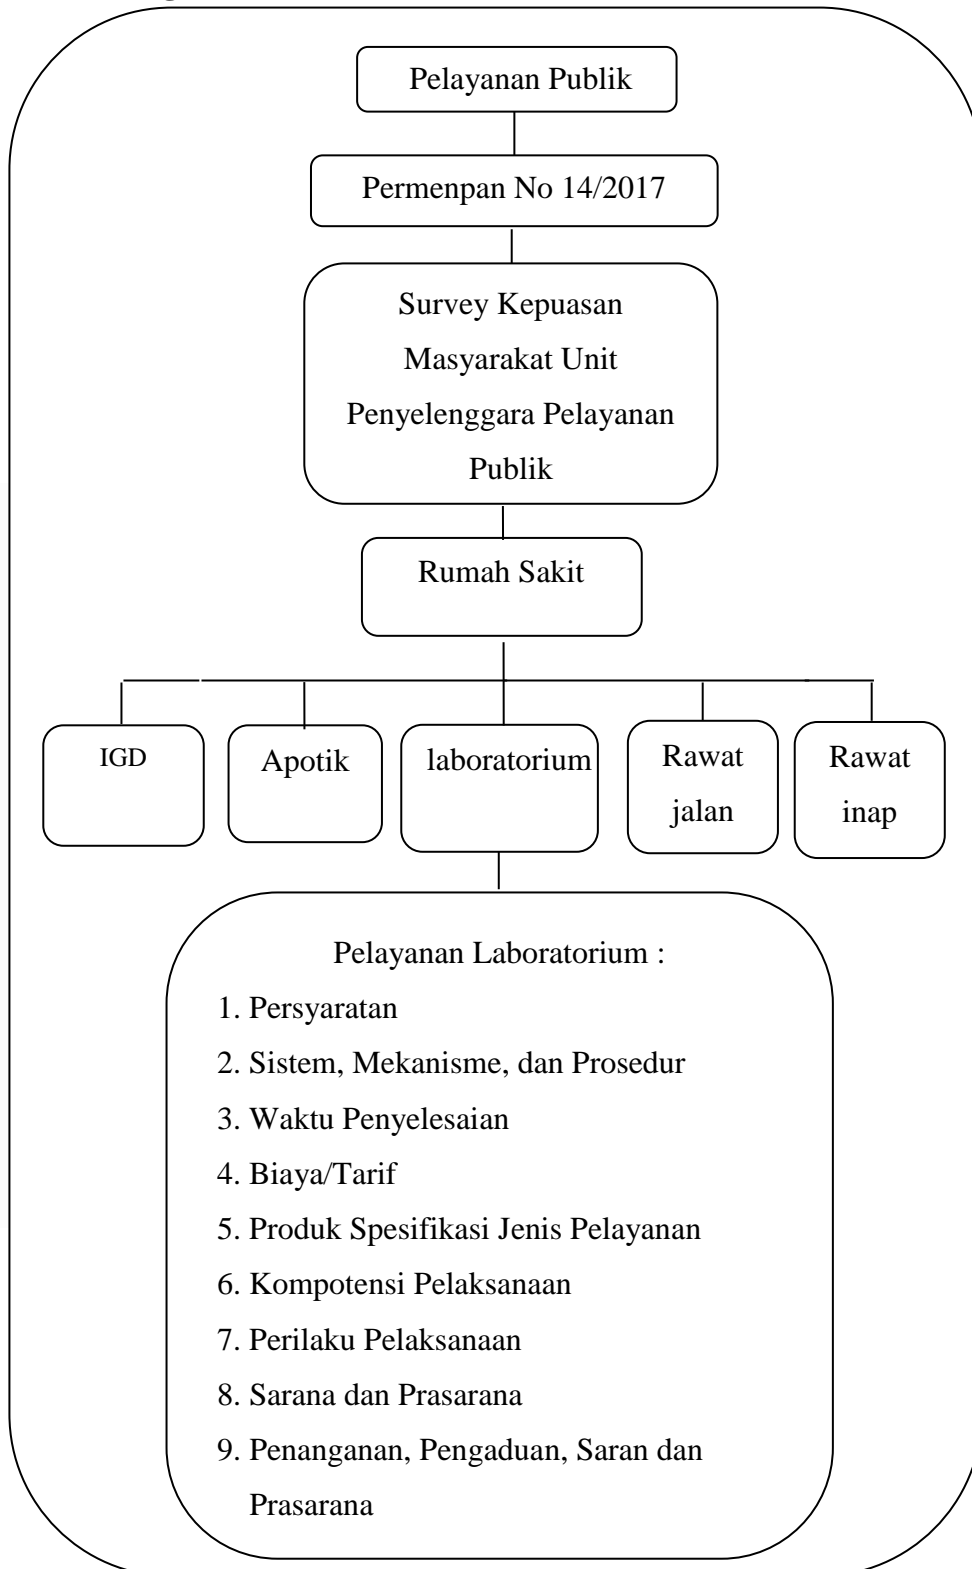 Pelayanan Publik
Permenpan No 14/2017
Survey Kepuasan
Masyarakat Unit
Penyelenggara Pelayanan
Publik
Rumah Sakit
IGD
Apotik
laboratorium
Rawat
jalan
Rawat
inap
Pelayanan Laboratorium :
1. Persyaratan
2. Sistem, Mekanisme, dan Prosedur
3. Waktu Penyelesaian
4. Biaya/Tarif
5. Produk Spesifikasi Jenis Pelayanan
6. Kompotensi Pelaksanaan
7. Perilaku Pelaksanaan
8. Sarana dan Prasarana
9. Penanganan, Pengaduan, Saran dan
Prasarana